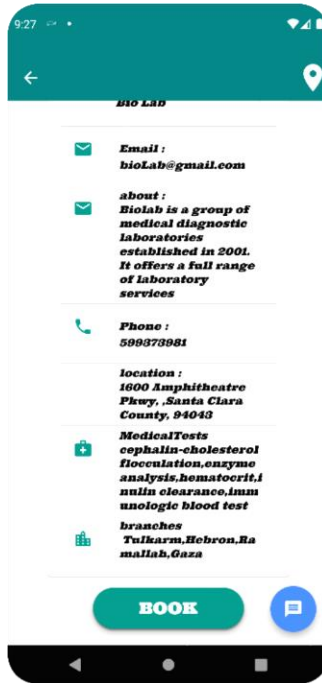 9:27
Bio Lab
Email :
bioLab@gmail.com
about :
Biolab is a group of
medical diagnostic
laboratories
established in 2001.
It offers a full range
of laboratory
services
Phone :
599373981
location :
1600 Amphitheatre
Pkwy, ,Santa Clara
County, 94043
MedicalTests
cephalin-cholesterol
flocculation,enzyme
analysis,hematocrit,i
nulin clearance,imm
unologic blood test
branches
Tulkarm,Hebron,Ra
mallah,Gaza
BOOK